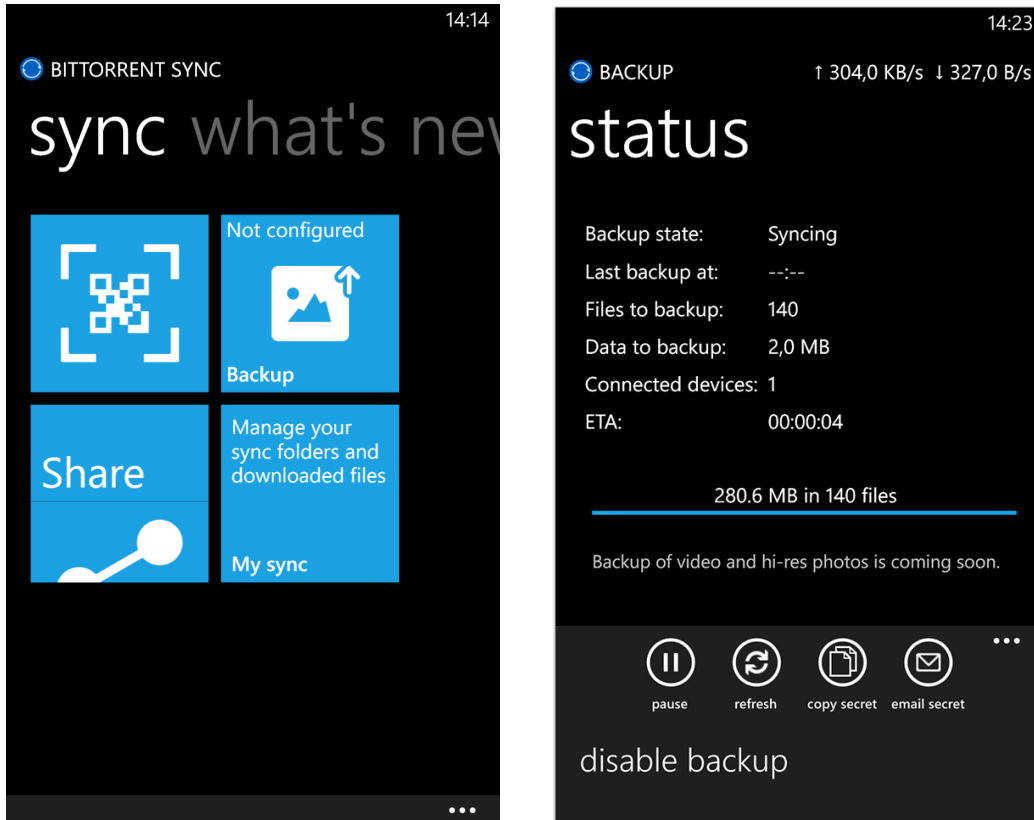 14:14
BITTORRENT SYNC
sync what's new
Not configured
Backup
Share
Manage your
sync folders and
downloaded files
My sync
14:23
BACKUP ↑ 304,0 KB/s ↓ 327,0 B/s
status
Backup state: Syncing
Last backup at: --:--
Files to backup: 140
Data to backup: 2,0 MB
Connected devices: 1
ETA: 00:00:04
280.6 MB in 140 files
Backup of video and hi-res photos is coming soon.
pause refresh copy secret email secret
disable backup